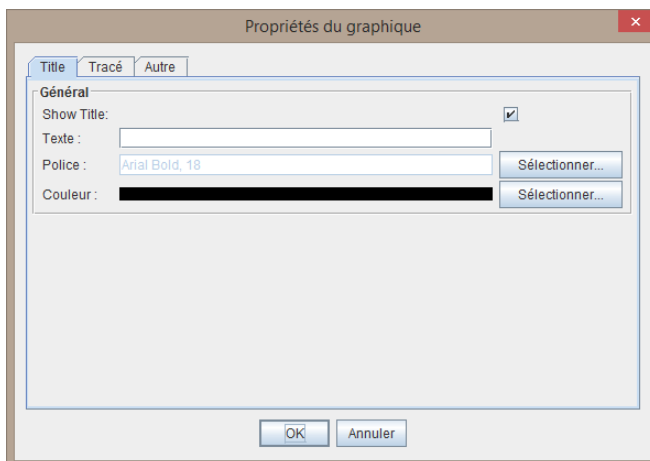 Propriétés du graphique
Title Tracé Autre
Général
Show Title:
Texte :
Police : Arial Bold, 18 Sélectionner...
Couleur : Sélectionner...
OK Annuler